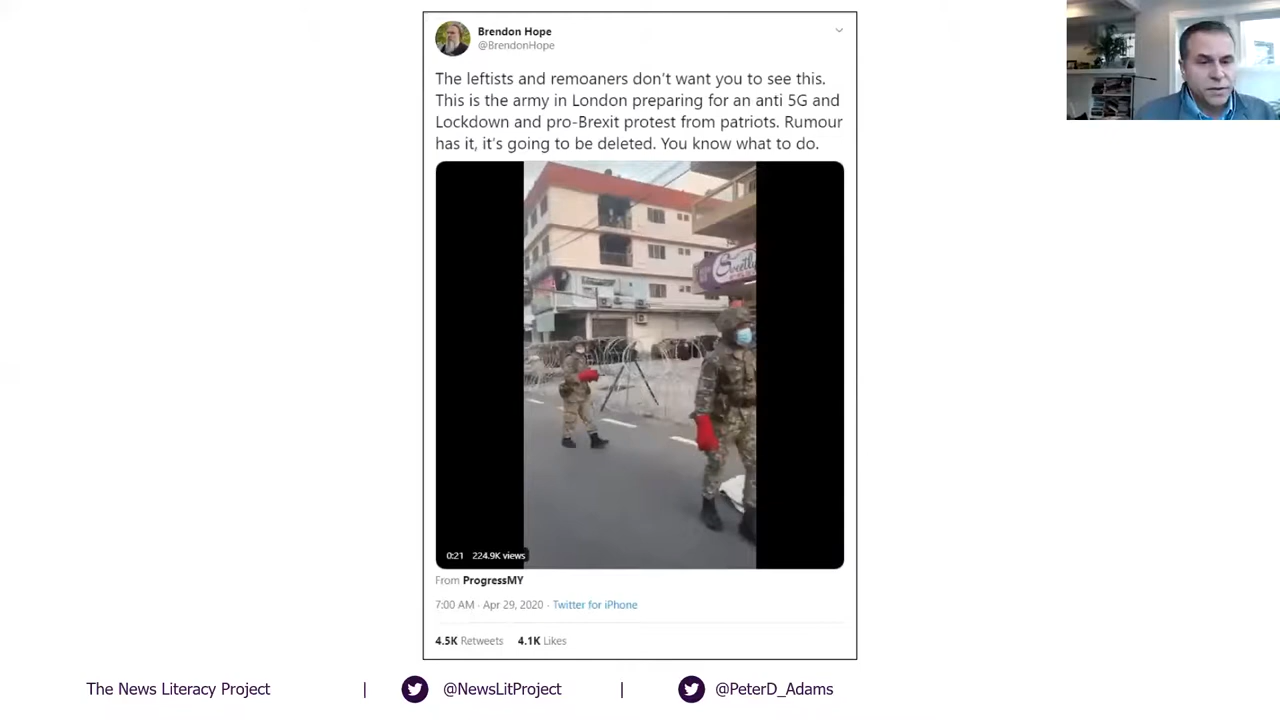 Brendon Hope
@BrendonHope
The leftists and remoaners don't want you to see this.
This is the army in London preparing for an anti 5G and
Lockdown and pro-Brexit protest from patriots. Rumour
has it, it's going to be deleted. You know what to do.
Sweetly
0:21 224.9K views
From ProgressMY
7:00 AM · Apr 29, 2020 · Twitter for iPhone
4.5K Retweets 4.1K Likes
The News Literacy Project | @NewsLitProject | @PeterD_Adams